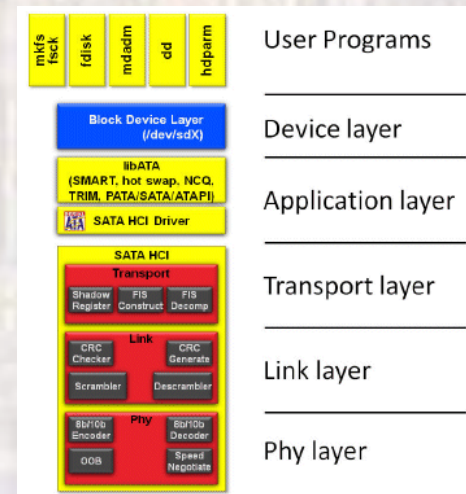 mkfs
fsck
fdisk
mdadm
dd
hdparm
User Programs
Block Device Layer
(/dev/sdX)
Device layer
libATA
(SMART, hot swap, NCQ,
TRIM, PATA/SATA/ATAPI)
Application layer
SATA HCI Driver
SATA HCI
Transport
Shadow
Register
FIS
Construct
FIS
Decomp
Transport layer
Link
CRC
Checker
CRC
Generate
Scrambler
Descrambler
Link layer
Phy
8b/10b
Encoder
8b/10b
Decoder
OOB
Speed
Negotiate
Phy layer